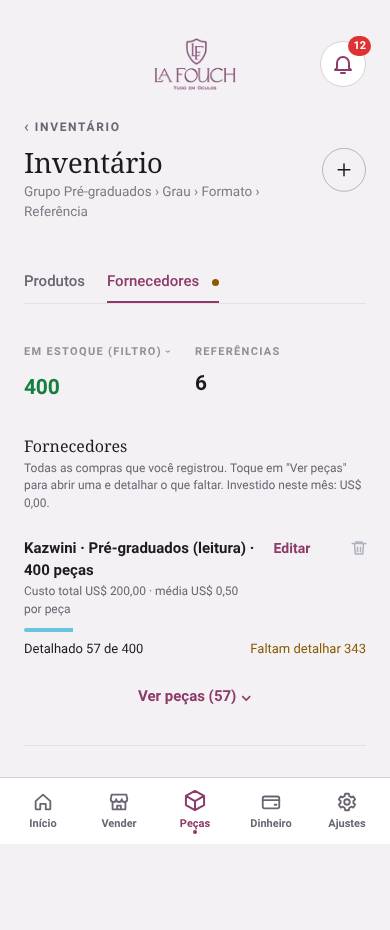 12
LF
LA FOUCH
Tudo em Óculos
‹ INVENTÁRIO
Inventário
Grupo Pré-graduados › Grau › Formato ›
Referência
+
Produtos
Fornecedores
EM ESTOQUE (FILTRO)
REFERÊNCIAS
400
6
Fornecedores
Todas as compras que você registrou. Toque em "Ver peças"
para abrir uma e detalhar o que faltar. Investido neste mês: US$
0,00.
Kazwini · Pré-graduados (leitura) ·
400 peças
Editar
Custo total US$ 200,00 · média US$ 0,50
por peça
Detalhado 57 de 400
Faltam detalhar 343
Ver peças (57)
Início
Vender
Peças
Dinheiro
Ajustes